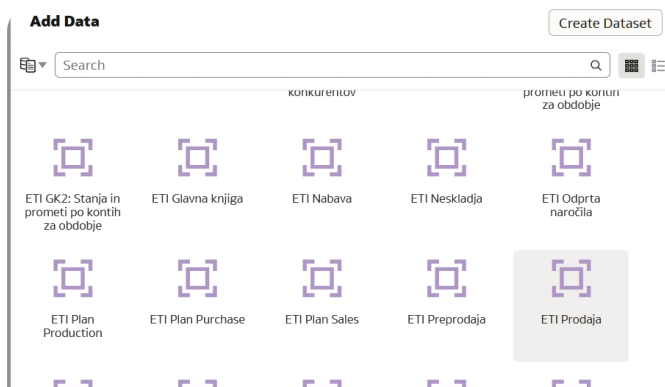 Add Data
Create Dataset
Search
konkurentov
prometi po kontih
za obdobje
ETI GK2: Stanja in
prometi po kontih
za obdobje
ETI Glavna knjiga
ETI Nabava
ETI Neskladja
ETI Odprta
naročila
ETI Plan
Production
ETI Plan Purchase
ETI Plan Sales
ETI Preprodaja
ETI Prodaja